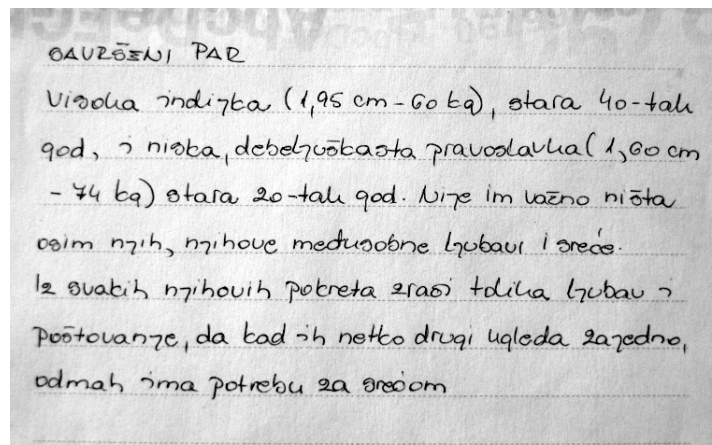 SAVRŠENI PAR
Visoka indijka (1,95 cm - 60 kg), stara 40-tak
god, i niska, debeljuškasta pravoslavka (1,60 cm
- 74 kg) stara 20-tak god. Nije im važno ništa
osim njih, njihove međusobne ljubavi i sreće.
Iz svakih njihovih pokreta zrači tolika ljubav i
poštovanje, da kad ih netko drugi ugleda zajedno,
odmah ima potrebu za srećom